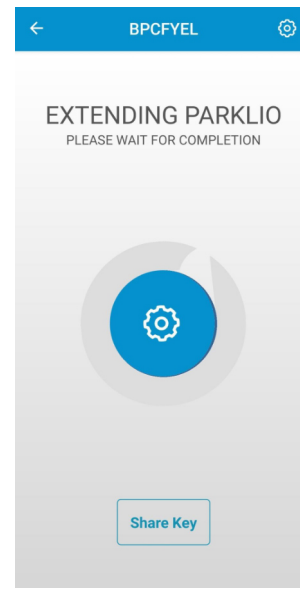 BPCFYEL
EXTENDING PARKLIO
PLEASE WAIT FOR COMPLETION
Share Key